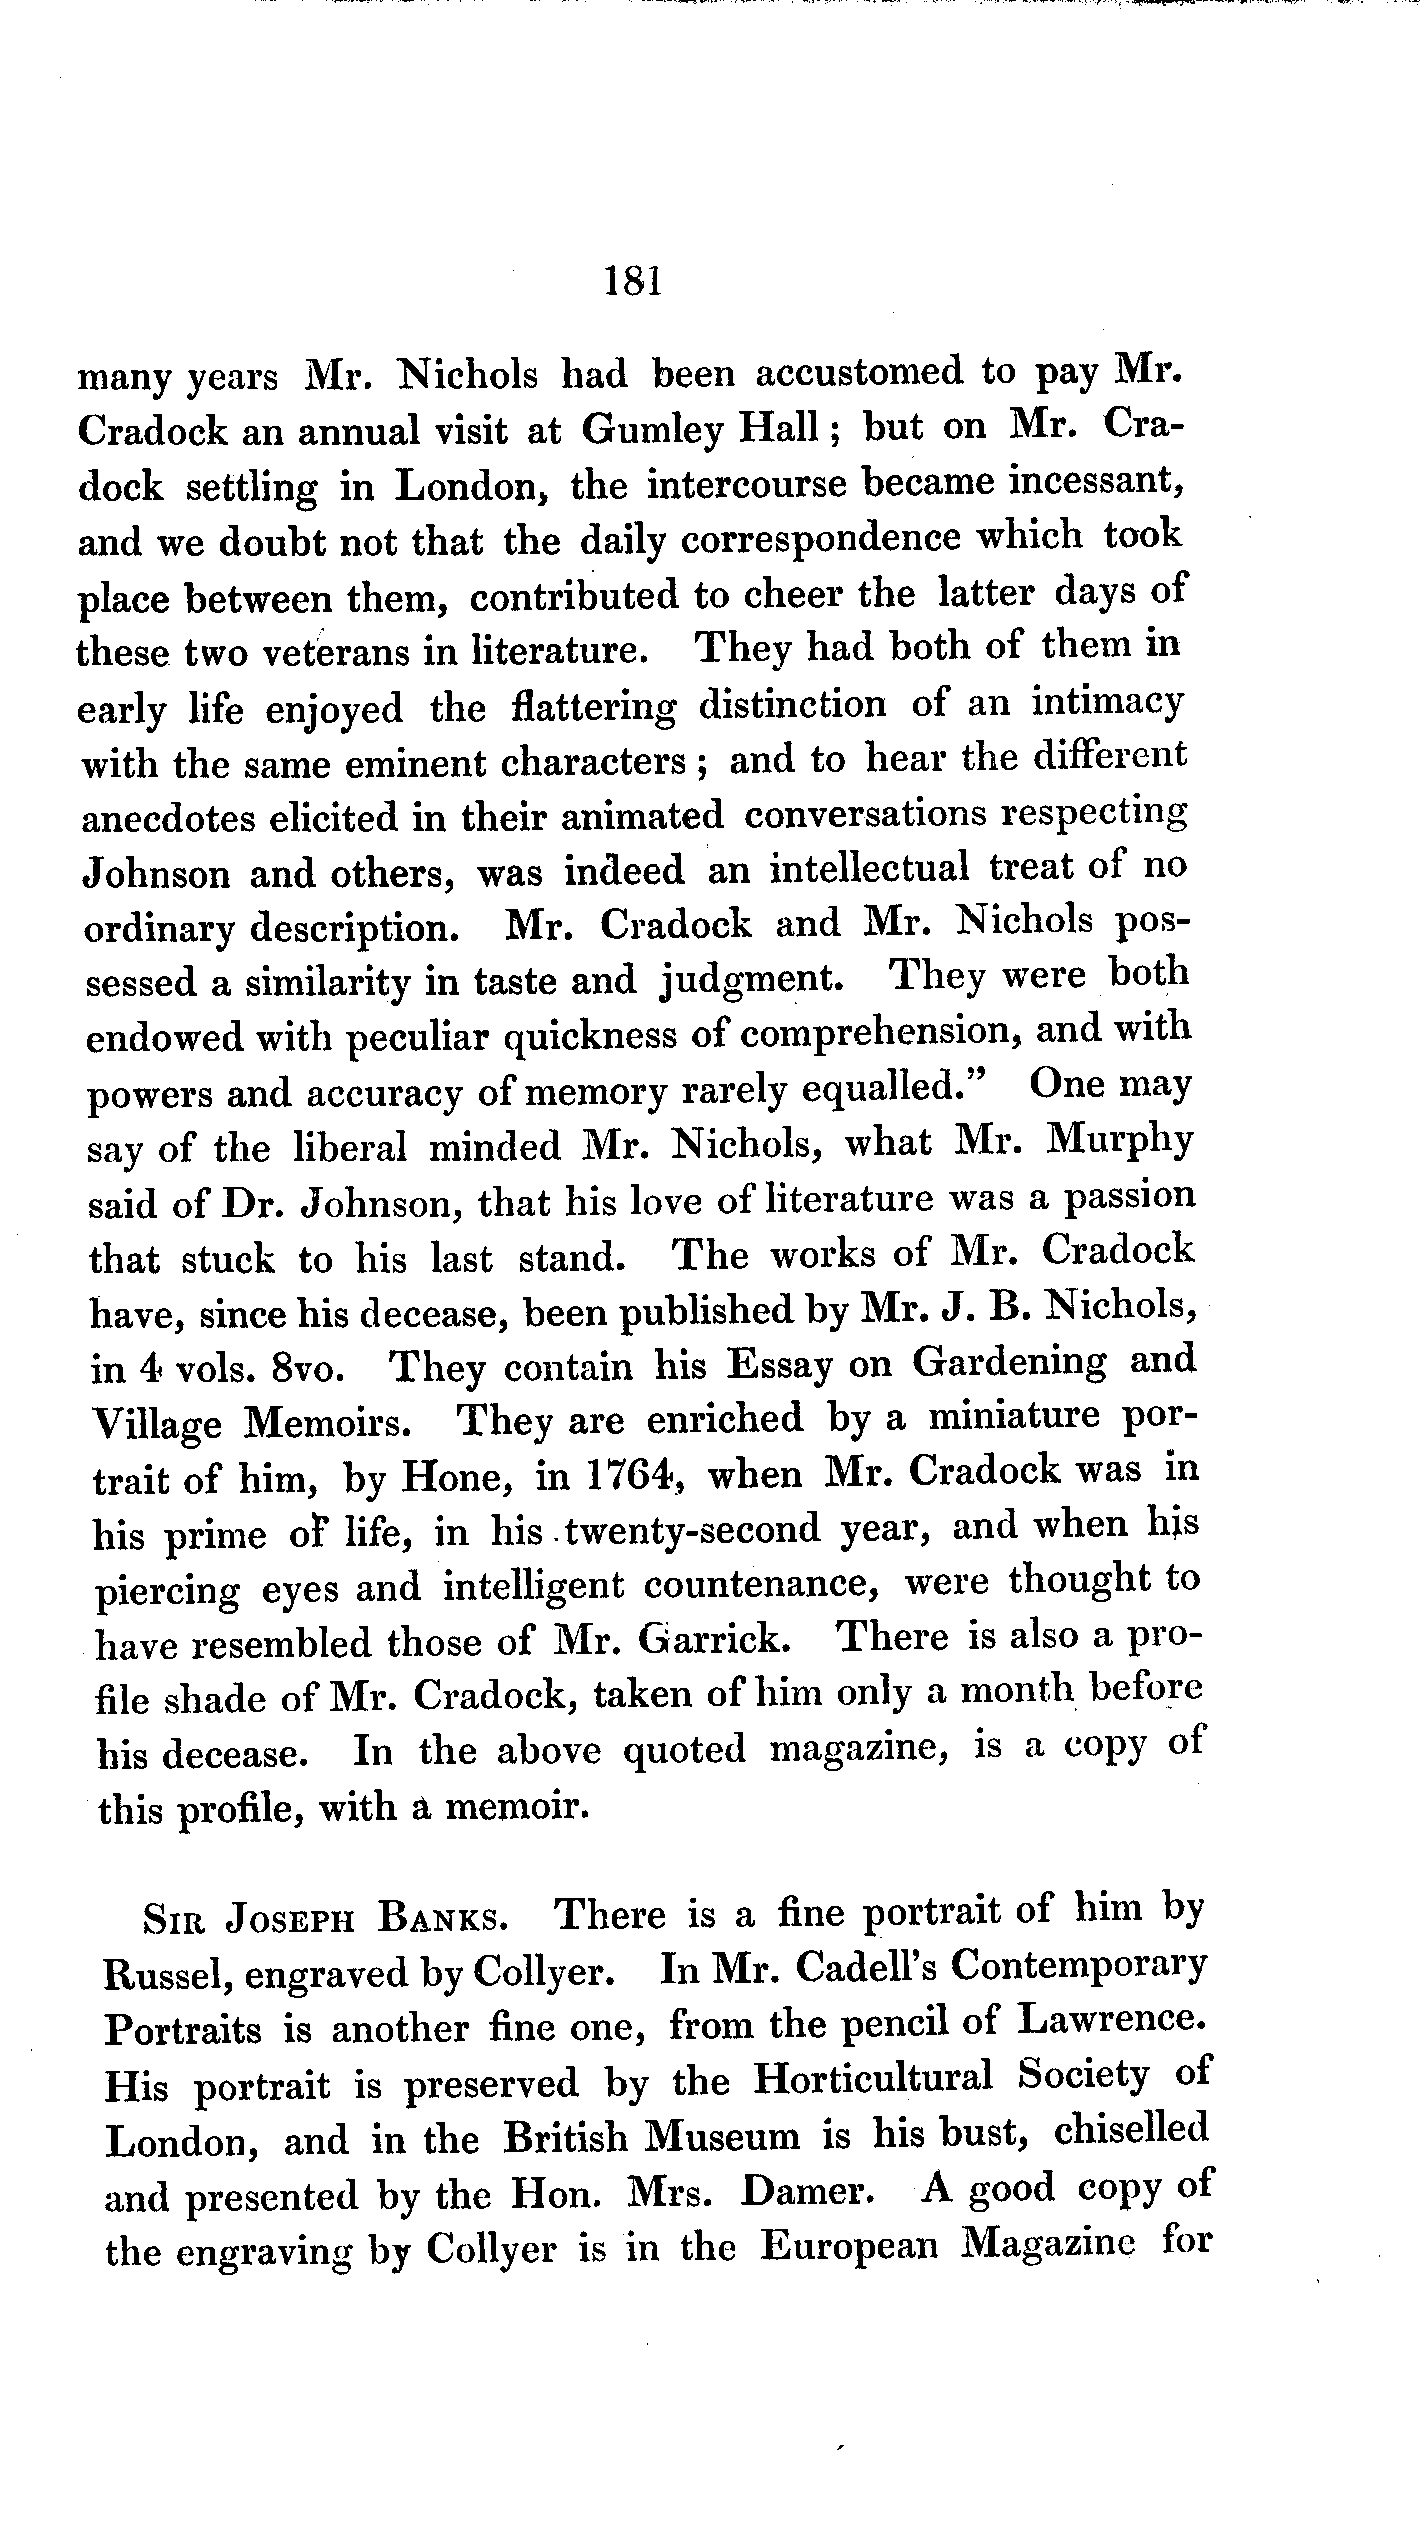 181
many years Mr. Nichols had been accustomed to pay Mr.
Cradock an annual visit at Gumley Hall; but on Mr. Cra-
dock settling in London, the intercourse became incessant,
and we doubt not that the daily correspondence which took
place between them, contributed to cheer the latter days of
these two veterans in literature. They had both of them in
early life enjoyed the flattering distinction of an intimacy
with the same eminent characters; and to hear the different
anecdotes elicited in their animated conversations respecting
Johnson and others, was indeed an intellectual treat of no
ordinary description. Mr. Cradock and Mr. Nichols pos-
sessed a similarity in taste and judgment. They were both
endowed with peculiar quickness of comprehension, and with
powers and accuracy of memory rarely equalled." One may
say of the liberal minded Mr. Nichols, what Mr. Murphy
said of Dr. Johnson, that his love of literature was a passion
that stuck to his last stand. The works of Mr. Cradock
have, since his decease, been published by Mr. J. B. Nichols,
in 4 vols. 8vo. They contain his Essay on Gardening and
Village Memoirs. They are enriched by a miniature por-
trait of him, by Hone, in 1764, when Mr. Cradock was in
his prime of life, in his twenty-second year, and when his
piercing eyes and intelligent countenance, were thought to
have resembled those of Mr. Garrick. There is also a pro-
file shade of Mr. Cradock, taken of him only a month before
his decease. In the above quoted magazine, is a copy of
this profile, with a memoir.
SIR JOSEPH BANKS. There is a fine portrait of him by
Russel, engraved by Collyer. In Mr. Cadell's Contemporary
Portraits is another fine one, from the pencil of Lawrence.
His portrait is preserved by the Horticultural Society of
London, and in the British Museum is his bust, chiselled
and presented by the Hon. Mrs. Damer. A good copy of
the engraving by Collyer is in the European Magazine for